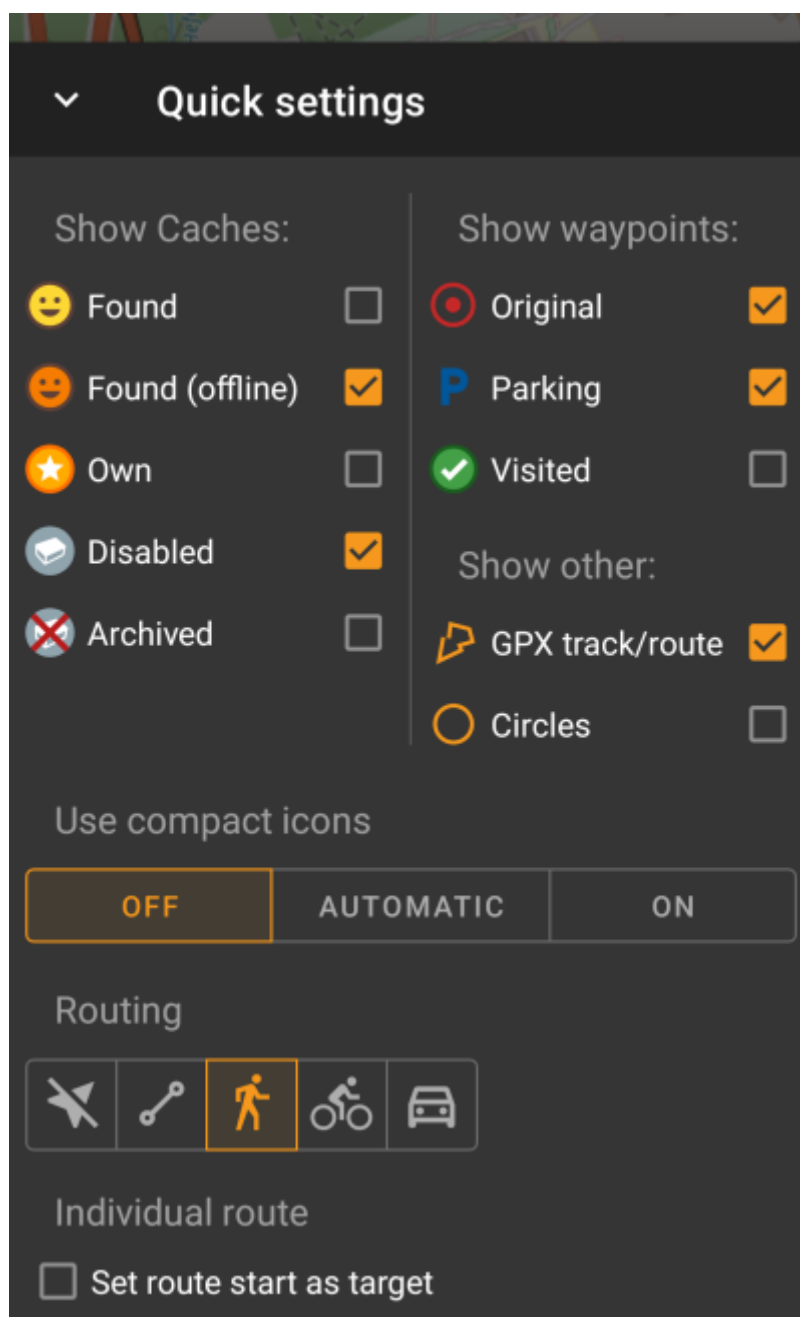 Quick settings
Show Caches:
Found
Found (offline)
Own
Disabled
Archived
Show waypoints:
Original
P Parking
Visited
Show other:
GPX track/route
Circles
Use compact icons
OFF AUTOMATIC ON
Routing
Individual route
Set route start as target